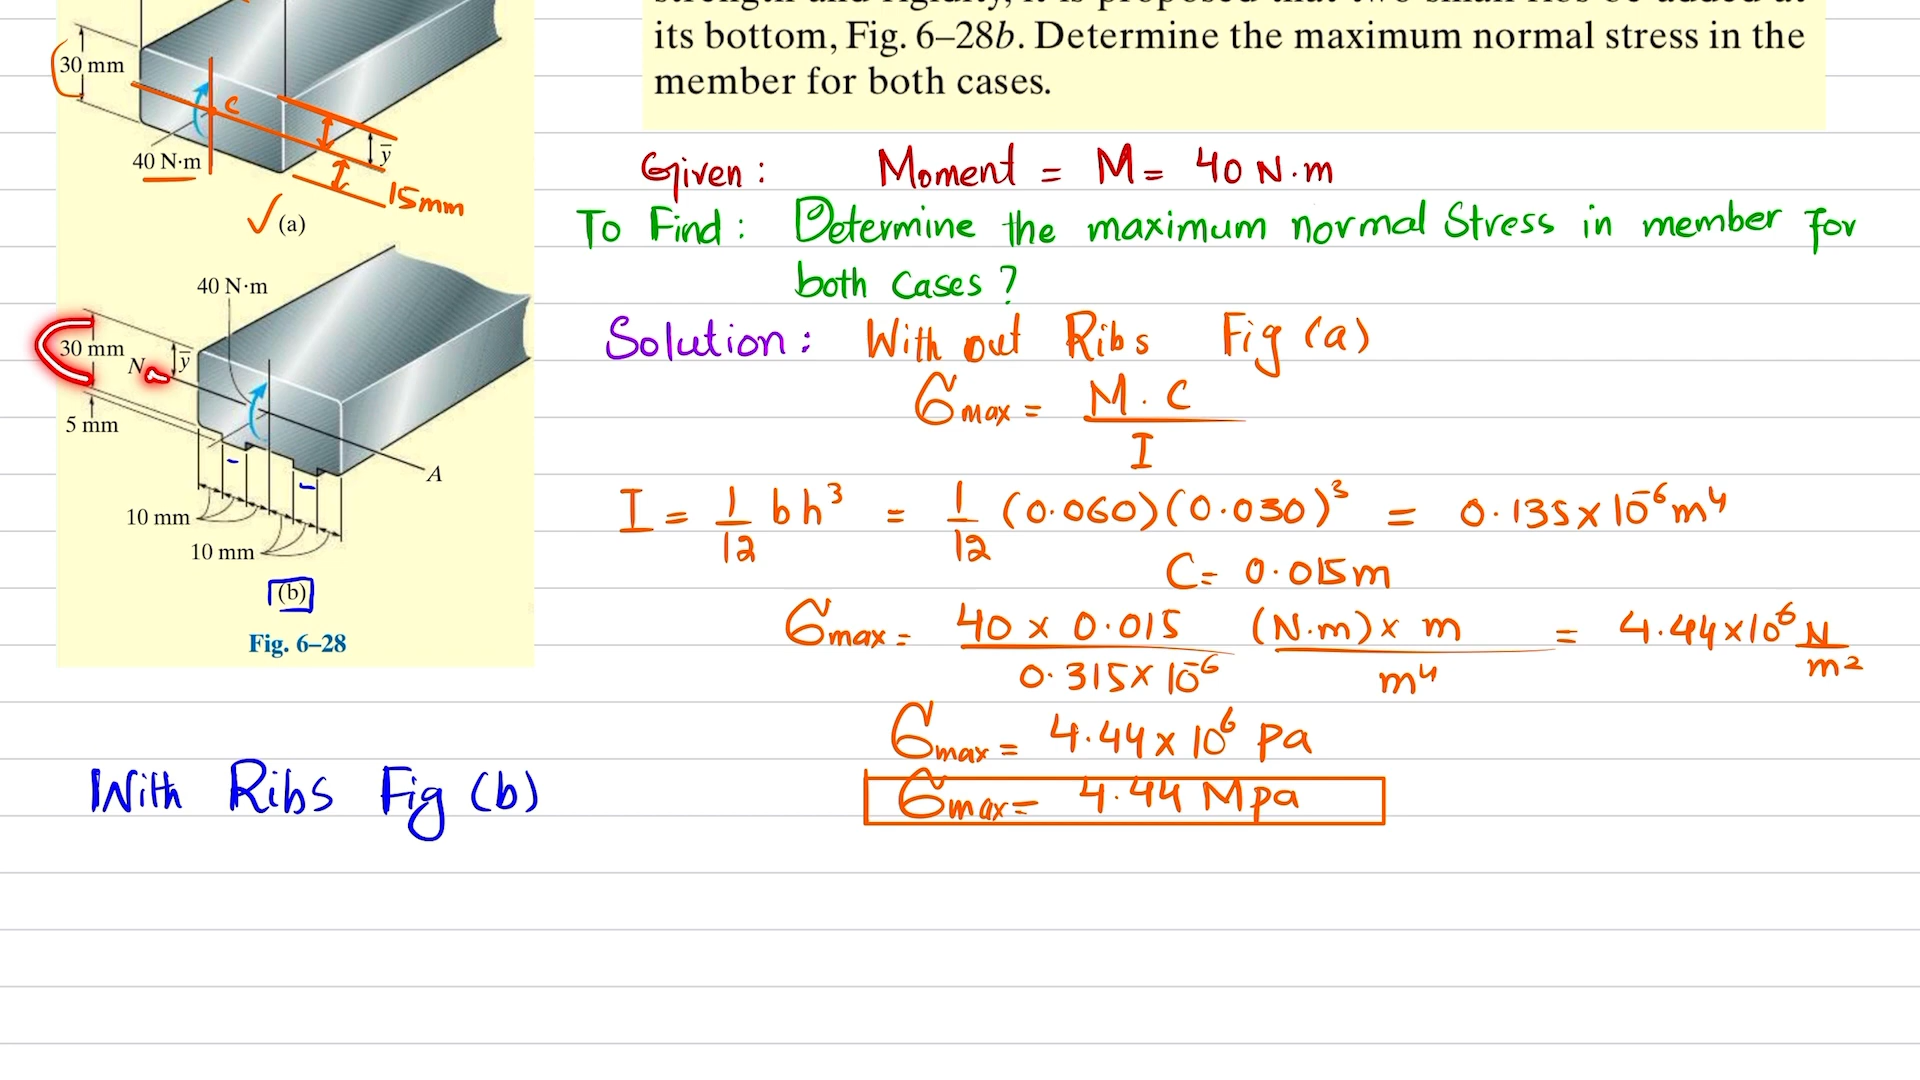 its bottom, Fig. 6–28b. Determine the maximum normal stress in the
member for both cases.
30 mm
C
40 N·m
y̅
15mm
(a)
40 N·m
30 mm
N
y̅
5 mm
A
10 mm
10 mm
(b)
Fig. 6–28
Given : Moment = M = 40 N.m
To Find : Determine the maximum normal Stress in member for
both Cases ?
Solution : With out Ribs Fig (a)
σmax = M . C / I
I = 1/12 bh³ = 1/12 (0.060)(0.030)³ = 0.135 x 10⁻⁶ m⁴
C = 0.015m
σmax = 40 x 0.015 / 0.315 x 10⁻⁶ (N.m) x m / m⁴ = 4.44 x 10⁶ N / m²
σmax = 4.44 x 10⁶ Pa
σmax = 4.44 Mpa
With Ribs Fig (b)